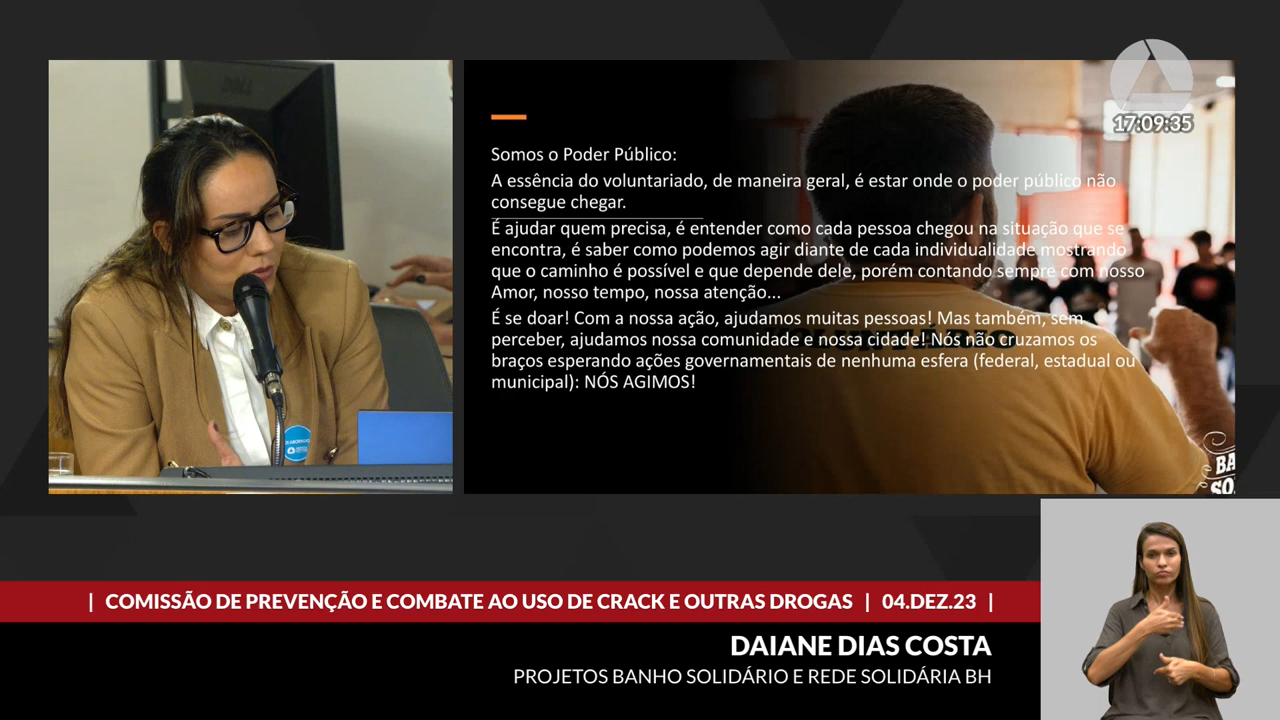 17:09:35
Somos o Poder Público:
A essência do voluntariado, de maneira geral, é estar onde o poder público não
consegue chegar.
É ajudar quem precisa, é entender como cada pessoa chegou na situação que se
encontra, é saber como podemos agir diante de cada individualidade mostrando
que o caminho é possível e que depende dele, porém contando sempre com nosso
Amor, nosso tempo, nossa atenção...
É se doar! Com a nossa ação, ajudamos muitas pessoas! Mas também, sem
perceber, ajudamos nossa comunidade e nossa cidade! Nós não cruzamos os
braços esperando ações governamentais de nenhuma esfera (federal, estadual ou
municipal): NÓS AGIMOS!
VOLUNTÁRIO
BA
SO
| COMISSÃO DE PREVENÇÃO E COMBATE AO USO DE CRACK E OUTRAS DROGAS | 04.DEZ.23 |
DAIANE DIAS COSTA
PROJETOS BANHO SOLIDÁRIO E REDE SOLIDÁRIA BH